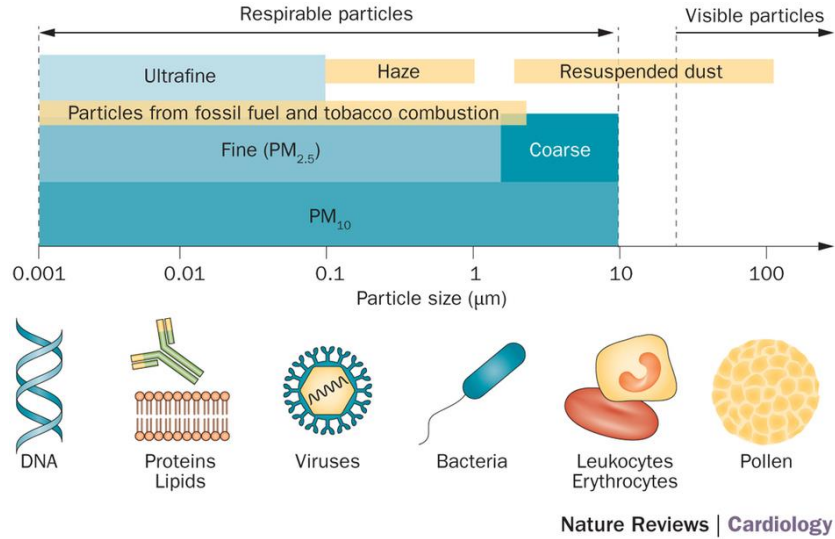 Respirable particles
Visible particles
Ultrafine
Haze
Resuspended dust
Particles from fossil fuel and tobacco combustion
Fine (PM2.5)
Coarse
PM10
0.001
0.01
0.1
1
10
100
Particle size (μm)
DNA
Proteins
Lipids
Viruses
Bacteria
Leukocytes
Erythrocytes
Pollen
Nature Reviews | Cardiology